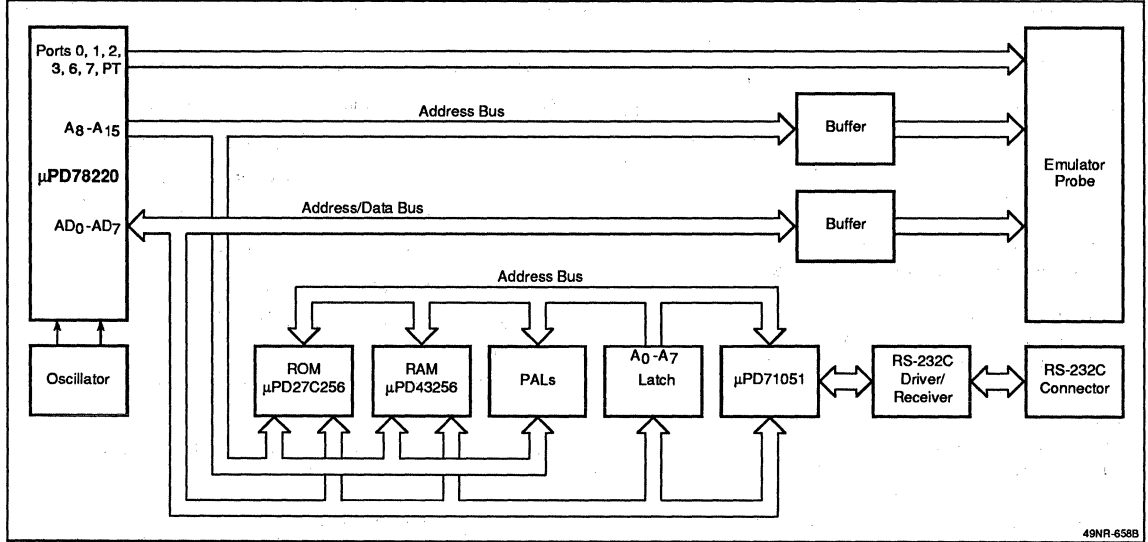 Ports 0, 1, 2,
3, 6, 7, PT
A8-A15
µPD78220
AD0-AD7
Oscillator
Address Bus
Buffer
Address/Data Bus
Buffer
Emulator
Probe
Address Bus
ROM
µPD27C256
RAM
µPD43256
PALs
A0-A7
Latch
µPD71051
RS-232C
Driver/
Receiver
RS-232C
Connector
49NR-658B